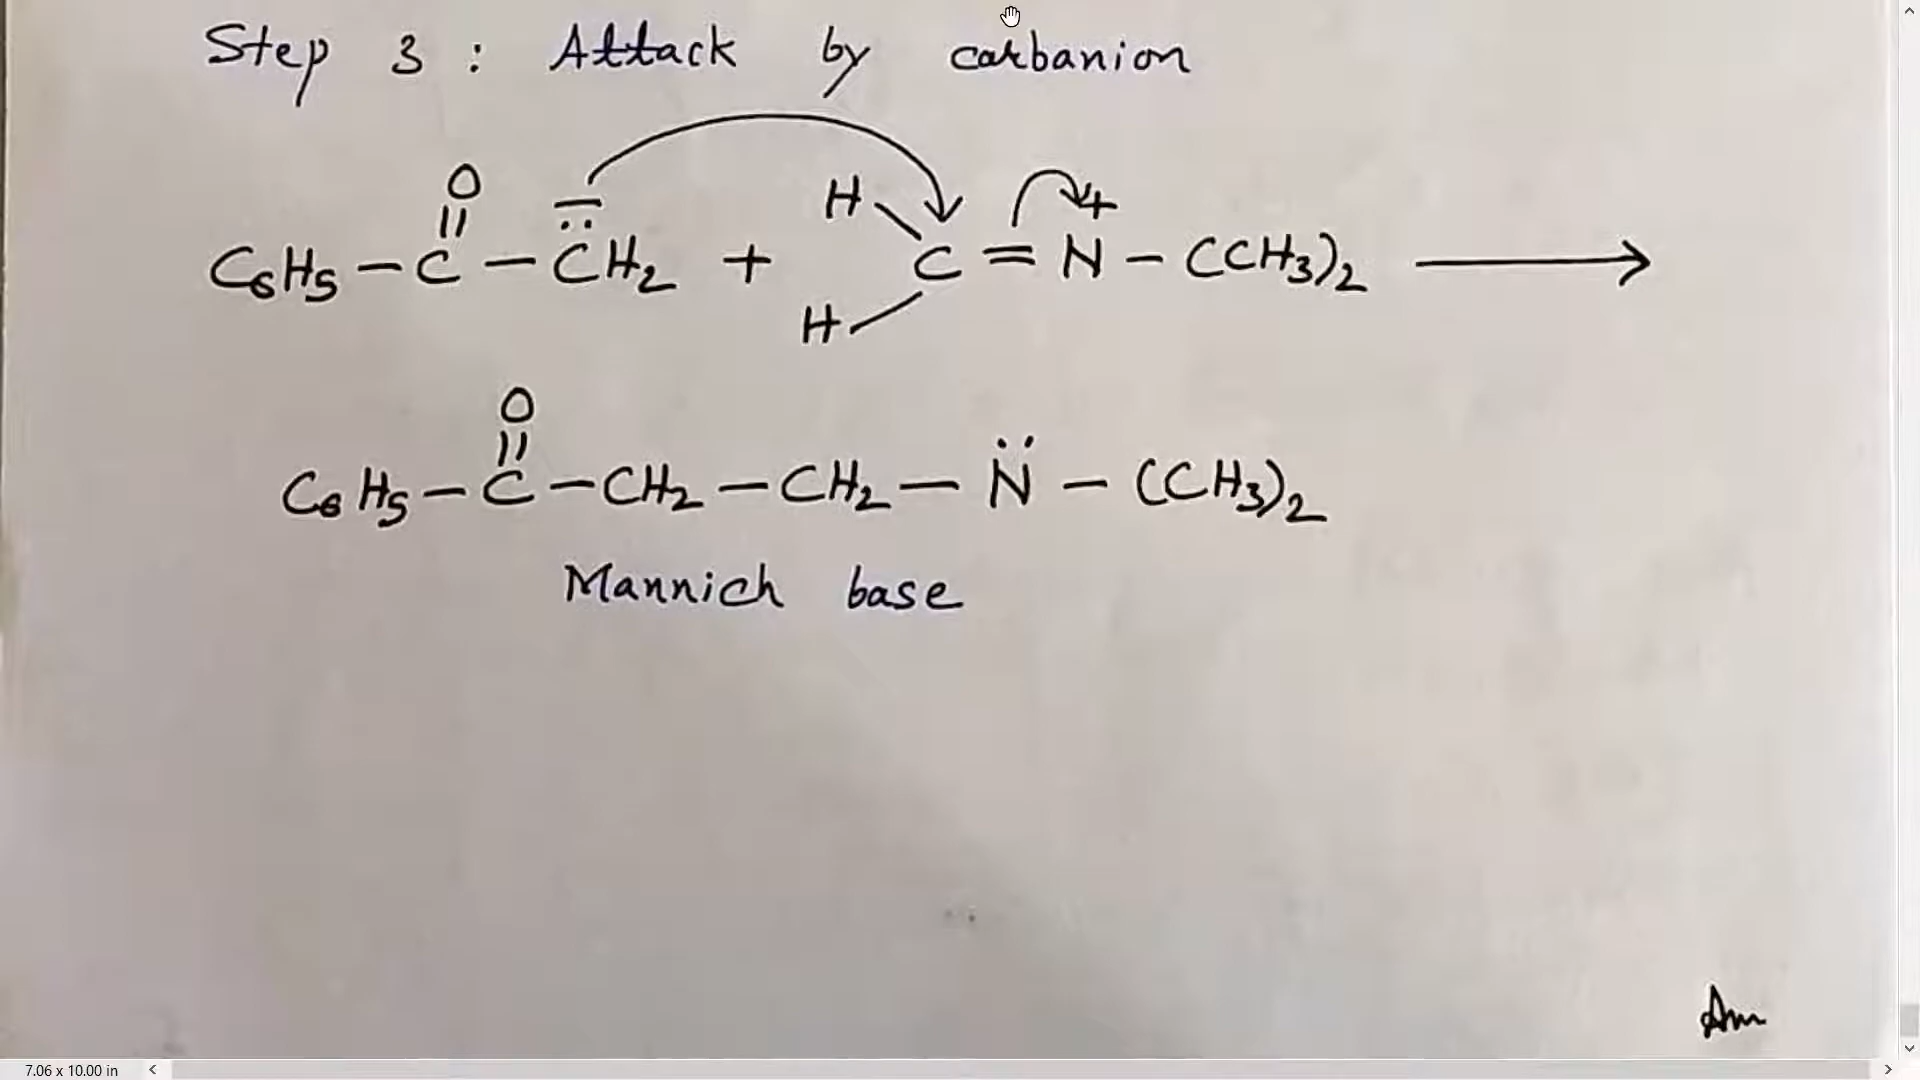 Step 3 : Attack by carbanion
O
||
C₆H₅ – C – C̄H₂ + H H C = N⁺ – (CH₃)₂ ⟶
O
||
C₆H₅ – C – CH₂ – CH₂ – N̈ – (CH₃)₂
Mannich base
7.06 x 10.00 in